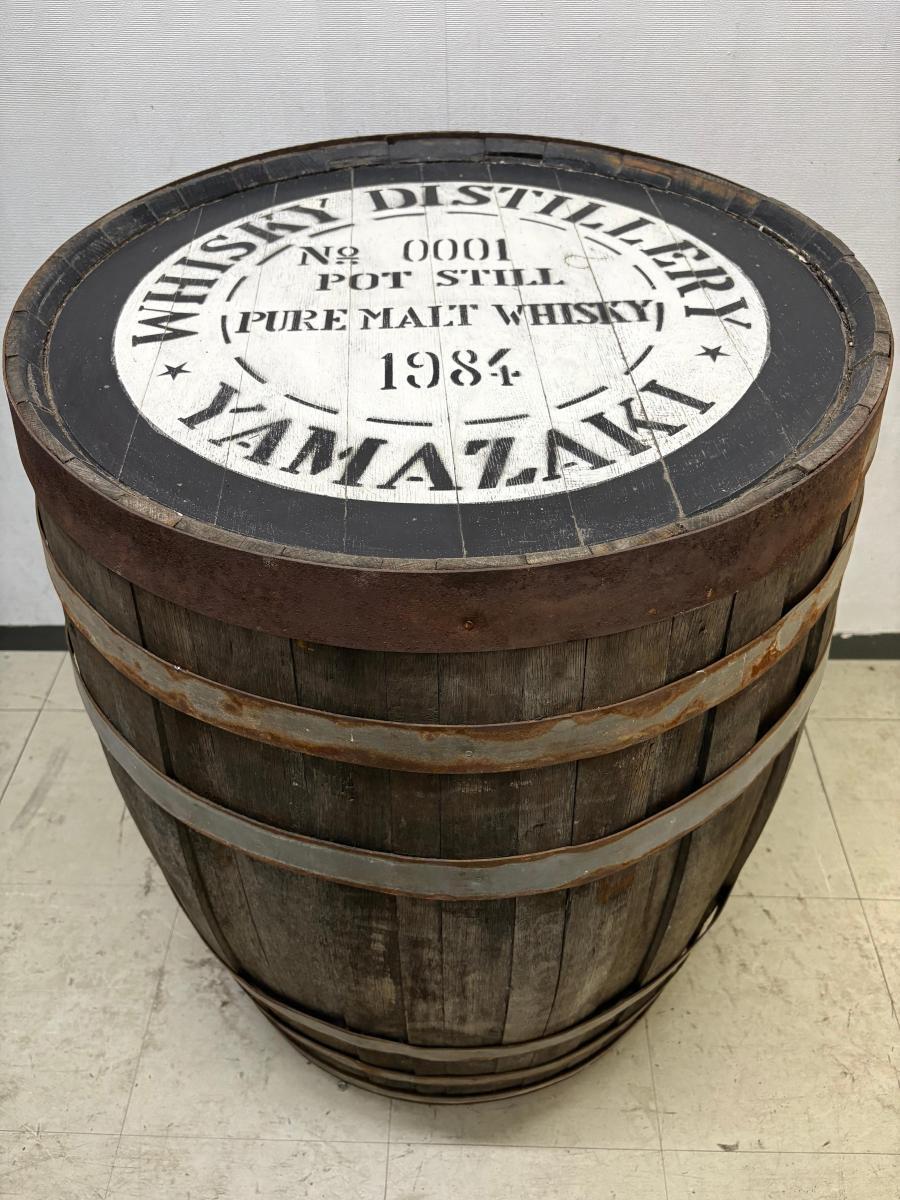 WHISKY DISTILLERY
Nº 0001
POT STILL
(PURE MALT WHISKY)
1984
★ ★
YAMAZAKI